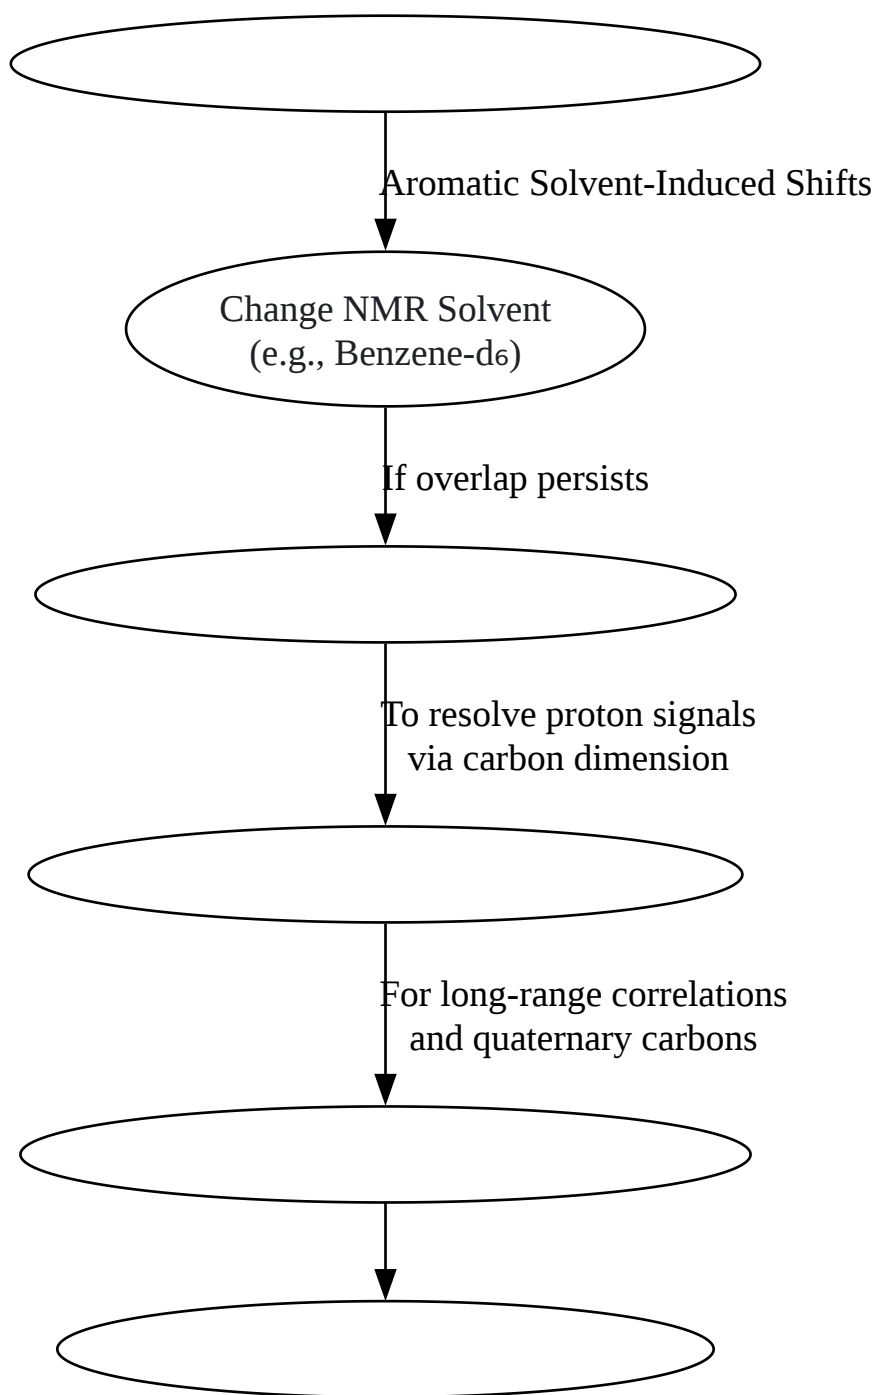 Aromatic Solvent-Induced Shifts
Change NMR Solvent
(e.g., Benzene-d₆)
If overlap persists
To resolve proton signals
via carbon dimension
For long-range correlations
and quaternary carbons